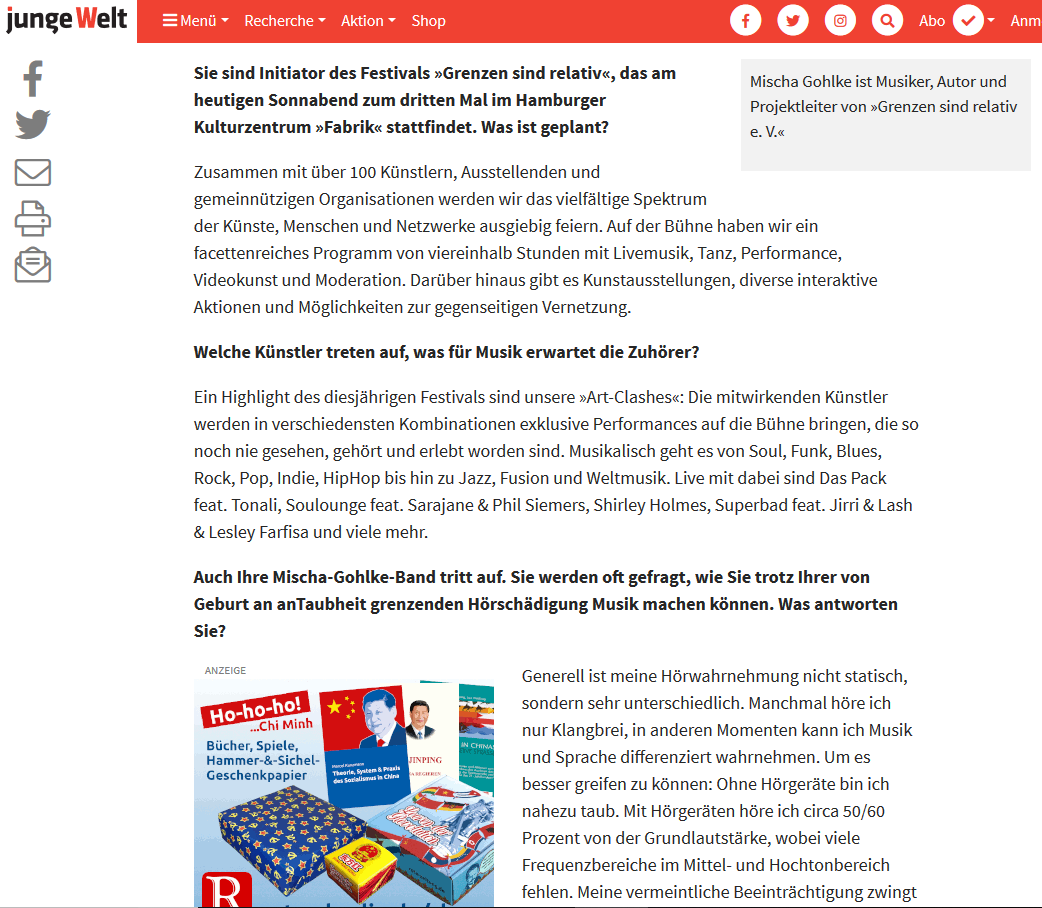 junge Welt
Menü Recherche Aktion Shop Abo Anm
Sie sind Initiator des Festivals »Grenzen sind relativ«, das am
heutigen Sonnabend zum dritten Mal im Hamburger
Kulturzentrum »Fabrik« stattfindet. Was ist geplant?
Mischa Gohlke ist Musiker, Autor und
Projektleiter von »Grenzen sind relativ
e. V.«
Zusammen mit über 100 Künstlern, Ausstellenden und
gemeinnützigen Organisationen werden wir das vielfältige Spektrum
der Künste, Menschen und Netzwerke ausgiebig feiern. Auf der Bühne haben wir ein
facettenreiches Programm von viereinhalb Stunden mit Livemusik, Tanz, Performance,
Videokunst und Moderation. Darüber hinaus gibt es Kunstausstellungen, diverse interaktive
Aktionen und Möglichkeiten zur gegenseitigen Vernetzung.
Welche Künstler treten auf, was für Musik erwartet die Zuhörer?
Ein Highlight des diesjährigen Festivals sind unsere »Art-Clashes«: Die mitwirkenden Künstler
werden in verschiedensten Kombinationen exklusive Performances auf die Bühne bringen, die so
noch nie gesehen, gehört und erlebt worden sind. Musikalisch geht es von Soul, Funk, Blues,
Rock, Pop, Indie, HipHop bis hin zu Jazz, Fusion und Weltmusik. Live mit dabei sind Das Pack
feat. Tonali, Soulounge feat. Sarajane & Phil Siemers, Shirley Holmes, Superbad feat. Jirri & Lash
& Lesley Farfisa und viele mehr.
Auch Ihre Mischa-Gohlke-Band tritt auf. Sie werden oft gefragt, wie Sie trotz Ihrer von
Geburt an anTaubheit grenzenden Hörschädigung Musik machen können. Was antworten
Sie?
ANZEIGE
Ho-ho-ho!
...Chi Minh
Bücher, Spiele,
Hammer-&-Sichel-
Geschenkpapier
Theorie, System & Praxis
des Sozialismus in China
JINPING
IN CHINA
R
Generell ist meine Hörwahrnehmung nicht statisch,
sondern sehr unterschiedlich. Manchmal höre ich
nur Klangbrei, in anderen Momenten kann ich Musik
und Sprache differenziert wahrnehmen. Um es
besser greifen zu können: Ohne Hörgeräte bin ich
nahezu taub. Mit Hörgeräten höre ich circa 50/60
Prozent von der Grundlautstärke, wobei viele
Frequenzbereiche im Mittel- und Hochtonbereich
fehlen. Meine vermeintliche Beeinträchtigung zwingt